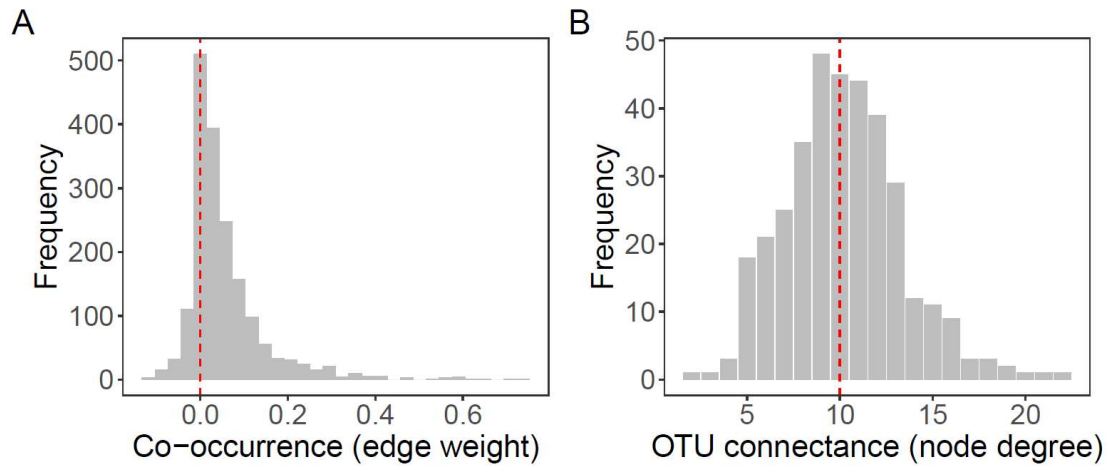 A
Frequency
500
400
300
200
100
0
0.0 0.2 0.4 0.6
Co−occurrence (edge weight)
B
Frequency
50
40
30
20
10
0
5 10 15 20
OTU connectance (node degree)